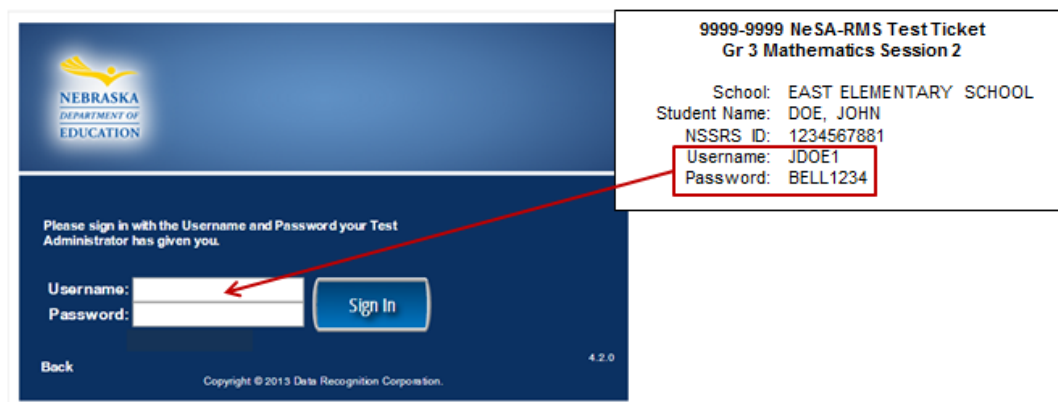 NEBRASKA
DEPARTMENT OF
EDUCATION
Please sign in with the Username and Password your Test
Administrator has given you.
Username:
Password:
Sign In
Back
4.2.0
Copyright © 2013 Data Recognition Corporation.
9999-9999 NeSA-RMS Test Ticket
Gr 3 Mathematics Session 2
School: EAST ELEMENTARY SCHOOL
Student Name: DOE, JOHN
NSSRS ID: 1234567881
Username: JDOE1
Password: BELL1234